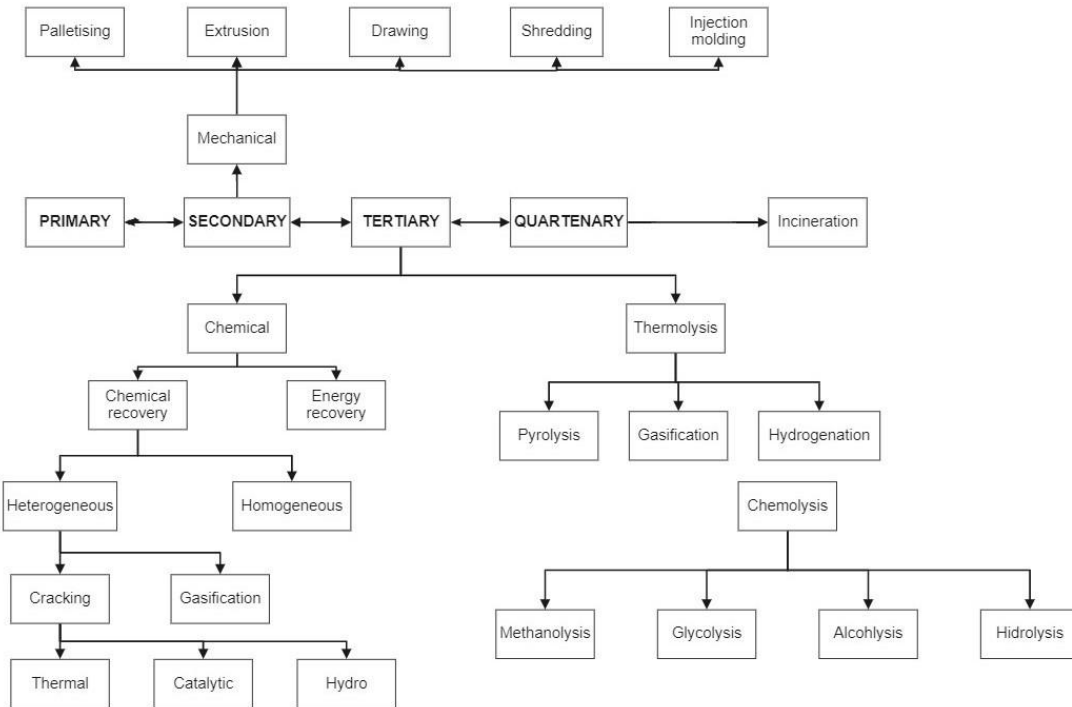 Palletising
Extrusion
Drawing
Shredding
Injection
molding
Mechanical
PRIMARY
SECONDARY
TERTIARY
QUARTENARY
Incineration
Chemical
Thermolysis
Chemical
recovery
Energy
recovery
Pyrolysis
Gasification
Hydrogenation
Heterogeneous
Homogeneous
Chemolysis
Cracking
Gasification
Methanolysis
Glycolysis
Alcohlysis
Hidrolysis
Thermal
Catalytic
Hydro